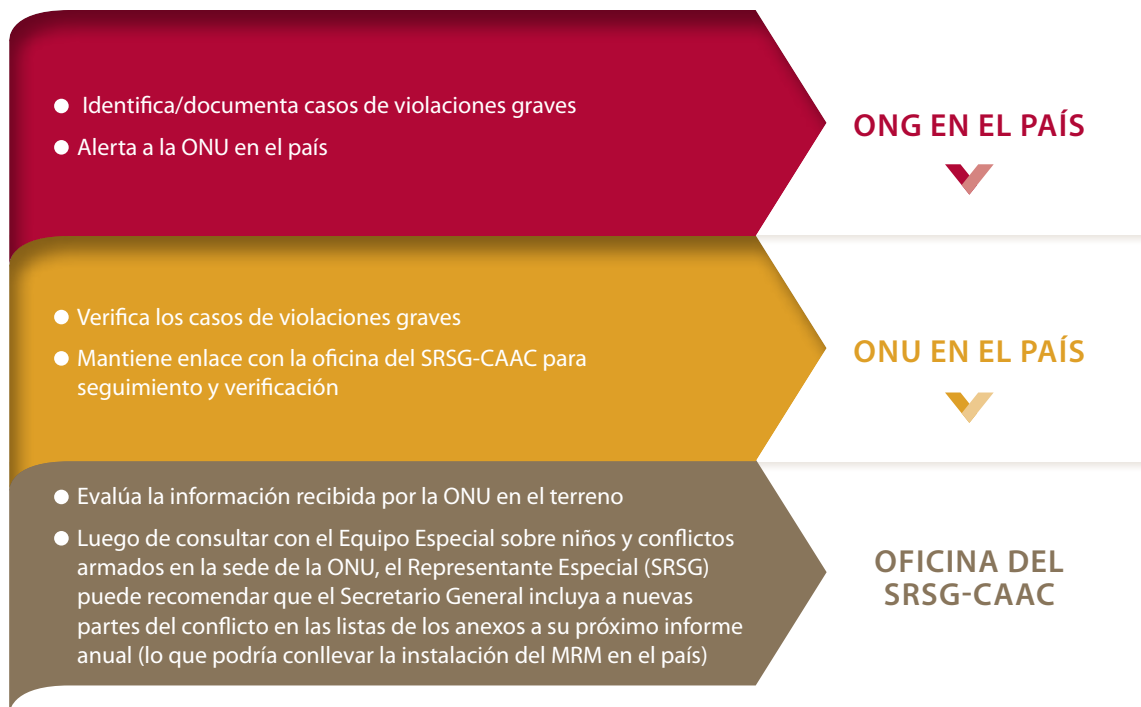 Identifica/documenta casos de violaciones graves
Alerta a la ONU en el país
ONG EN EL PAÍS
Verifica los casos de violaciones graves
Mantiene enlace con la oficina del SRSG-CAAC para
seguimiento y verificación
ONU EN EL PAÍS
Evalúa la información recibida por la ONU en el terreno
Luego de consultar con el Equipo Especial sobre niños y conflictos
armados en la sede de la ONU, el Representante Especial (SRSG)
puede recomendar que el Secretario General incluya a nuevas
partes del conflicto en las listas de los anexos a su próximo informe
anual (lo que podría conllevar la instalación del MRM en el país)
OFICINA DEL
SRSG-CAAC